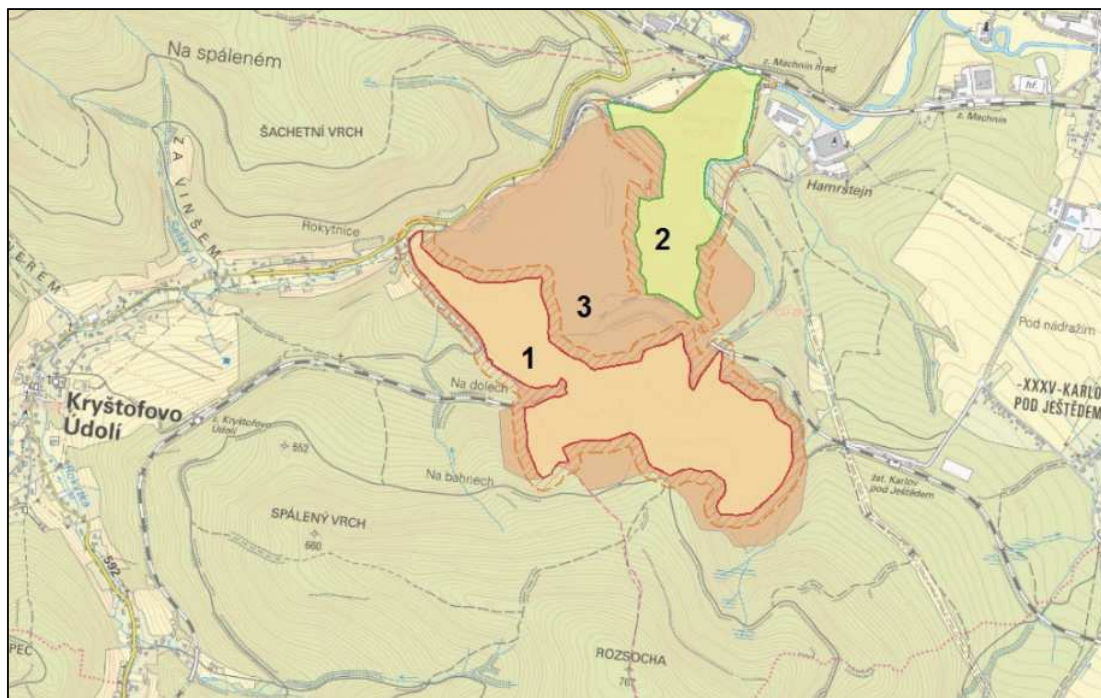 Na spáleném
z. Machnín hrad
hř.
z. Machnín
ŠACHETNÍ VRCH
ZA VINŠEM
Hamrštejn
Rokytnice
2
3
Pod nádražím
1
Na dolech
-XXXV-KARLO
POD JEŠTĚDEM
Kryštofovo
Údolí
z. Kryštofovo
Údolí
552
Na bahnech
zst. Karlov
pod Ještědem
SPÁLENÝ VRCH
660
592
ROZSOCHA
767
PEC